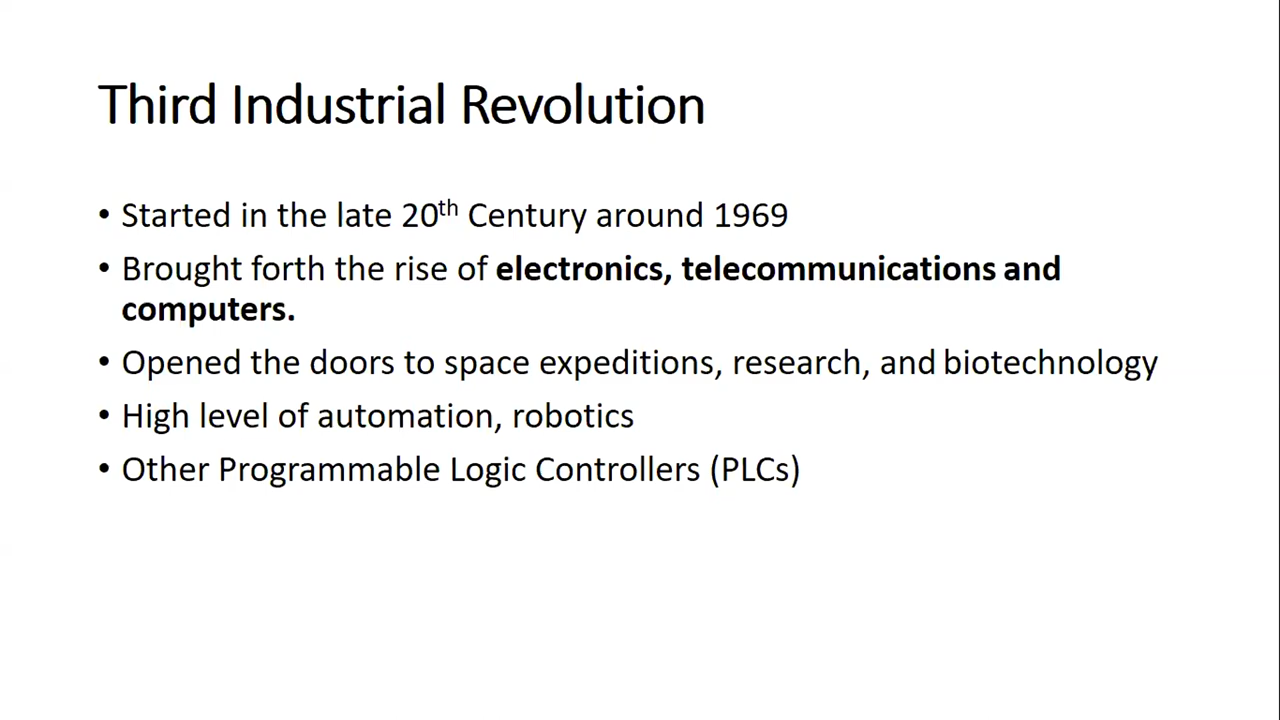 Third Industrial Revolution
• Started in the late 20th Century around 1969
• Brought forth the rise of electronics, telecommunications and
computers.
• Opened the doors to space expeditions, research, and biotechnology
• High level of automation, robotics
• Other Programmable Logic Controllers (PLCs)